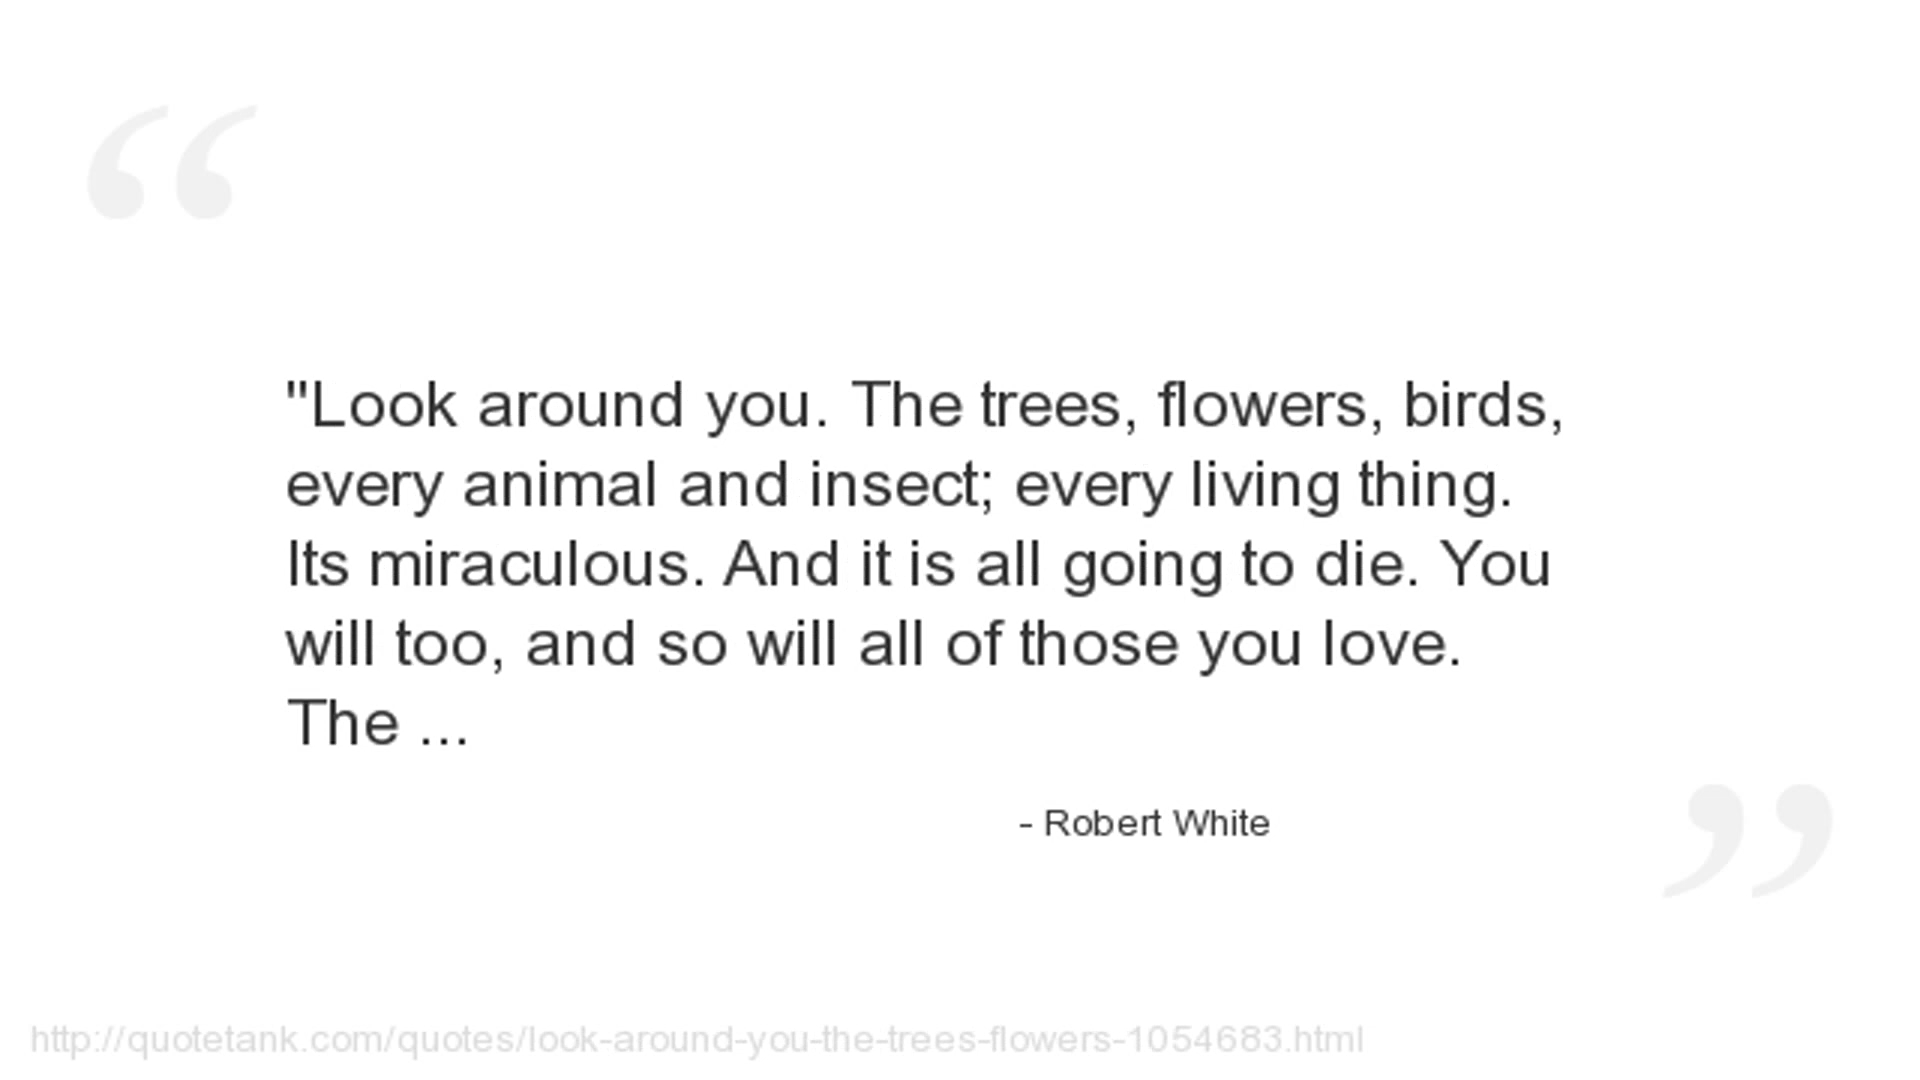 "Look around you. The trees, flowers, birds,
every animal and insect; every living thing.
Its miraculous. And it is all going to die. You
will too, and so will all of those you love.
The ...
- Robert White
http://quotetank.com/quotes/look-around-you-the-trees-flowers-1054683.html